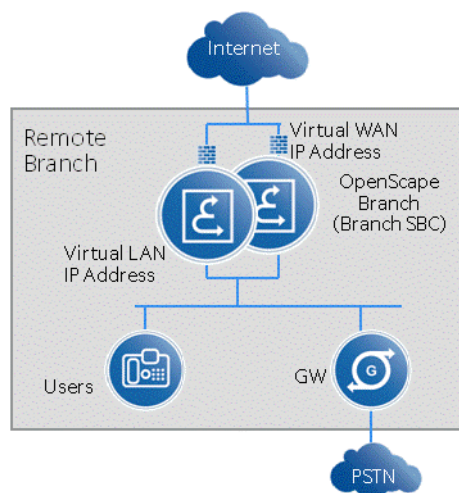 Internet
Remote
Branch
Virtual WAN
IP Address
OpenScape
Branch
(Branch SBC)
Virtual LAN
IP Address
Users
GW
G
PSTN